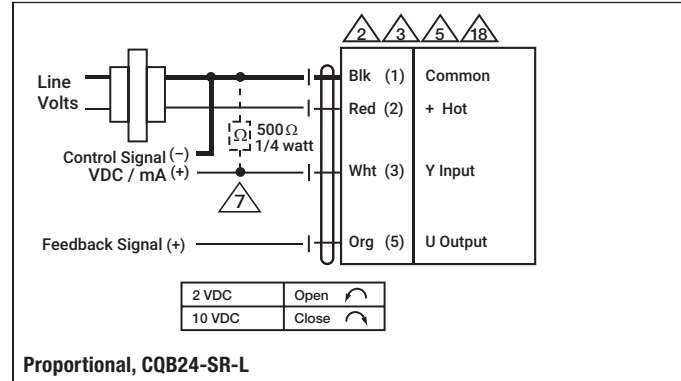 2 3 5 18
Line Volts
Blk (1) Common
Red (2) + Hot
Ω 500Ω
1/4 watt
Control Signal (−)
VDC / mA (+)
Wht (3) Y Input
7
Feedback Signal (+)
Org (5) U Output
2 VDC Open
10 VDC Close
Proportional, CQB24-SR-L